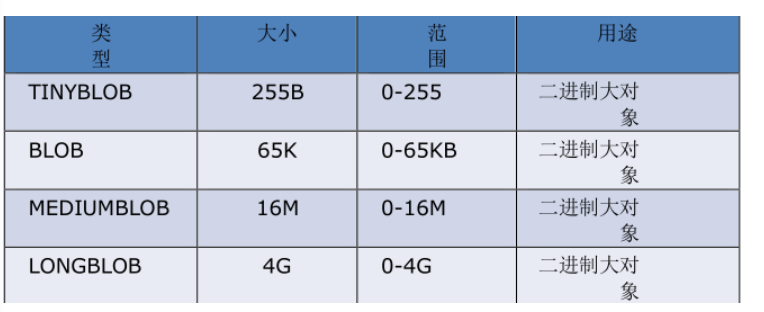 类 大小 范 用途
型 围
TINYBLOB 255B 0-255 二进制大对
象
BLOB 65K 0-65KB 二进制大对
象
MEDIUMBLOB 16M 0-16M 二进制大对
象
LONGBLOB 4G 0-4G 二进制大对
象